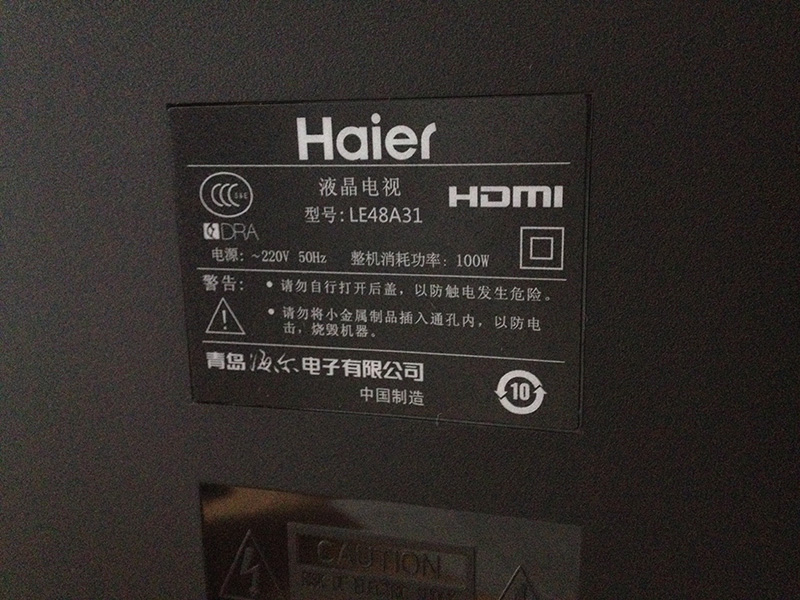 Haier
液晶电视
HDMI
型号: LE48A31
DRA
电源: ~220V 50Hz 整机消耗功率: 100W
警告: • 请勿自行打开后盖，以防触电发生危险。
• 请勿将小金属制品插入通孔内，以防电
击，烧毁机器。
青岛海尔电子有限公司
中国制造
10
CAUTION
RISK OF ELECTRIC SHOCK